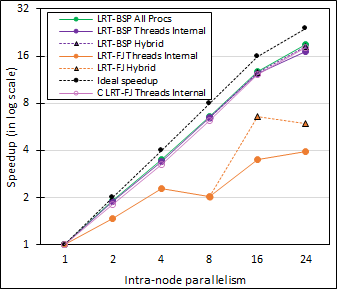 32
16
8
4
2
1
Speedup (in log scale)
LRT-BSP All Procs
LRT-BSP Threads Internal
LRT-BSP Hybrid
LRT-FJ Threads Internal
LRT-FJ Hybrid
Ideal speedup
C LRT-FJ Threads Internal
1 2 4 8 16 24
Intra-node parallelism